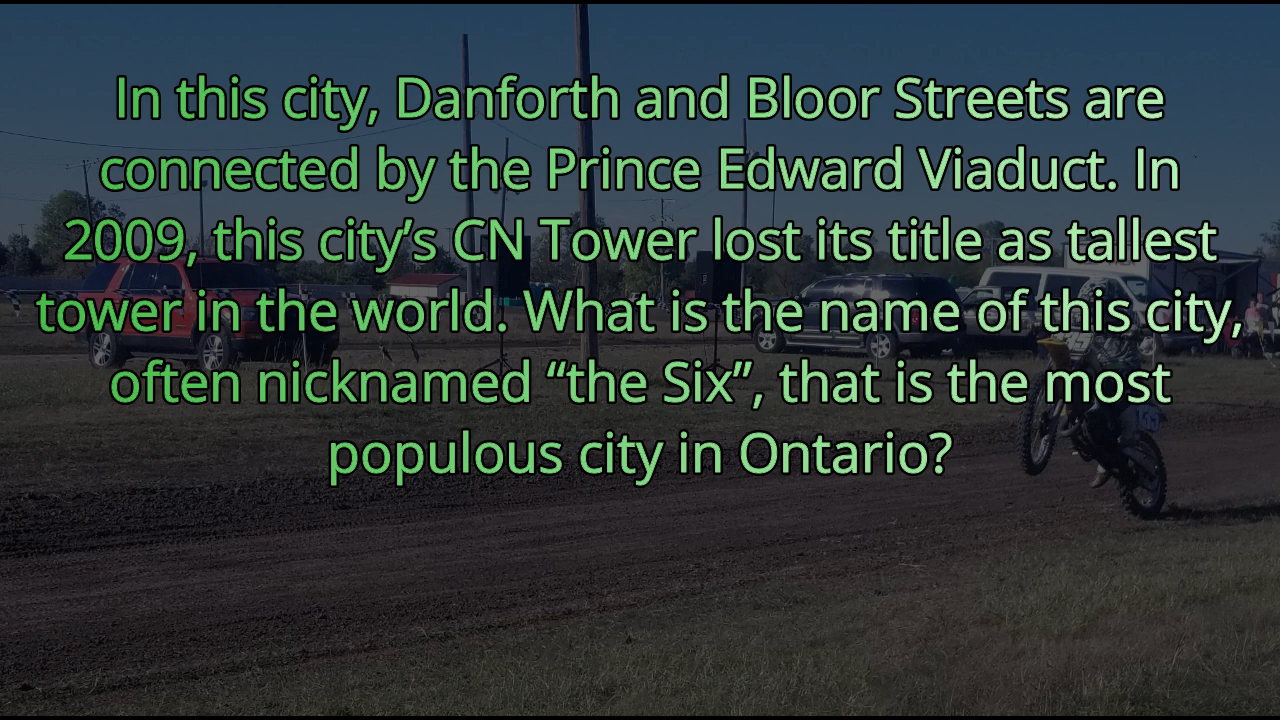 In this city, Danforth and Bloor Streets are
connected by the Prince Edward Viaduct. In
2009, this city’s CN Tower lost its title as tallest
tower in the world. What is the name of this city,
often nicknamed “the Six”, that is the most
populous city in Ontario?